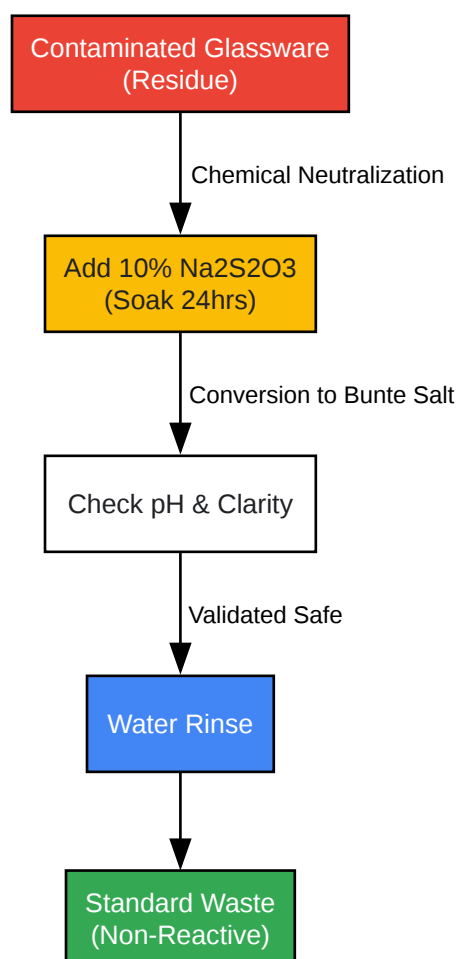 Contaminated Glassware
(Residue)
Chemical Neutralization
Add 10% Na2S2O3
(Soak 24hrs)
Conversion to Bunte Salt
Check pH & Clarity
Validated Safe
Water Rinse
Standard Waste
(Non-Reactive)